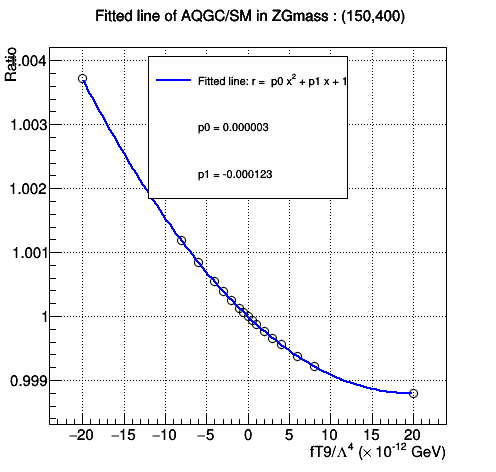 Fitted line of AQGC/SM in ZGmass : (150,400)
Ratio
Fitted line: r = p0 x² + p1 x + 1
p0 = 0.000003
p1 = -0.000123
1.004
1.003
1.002
1.001
1
0.999
−20 −15 −10 −5 0 5 10 15 20
fT9/Λ⁴ (× 10⁻¹² GeV)